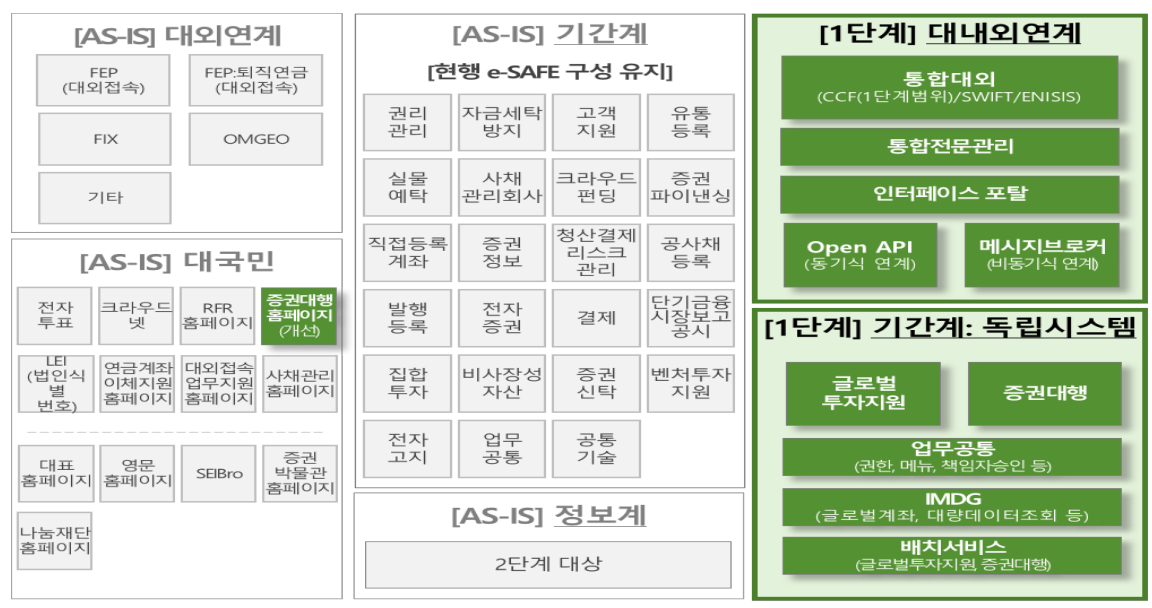 [AS-IS] 대외연계
FEP
(대외접속)
FEP:퇴직연금
(대외접속)
FIX
OMGEO
기타
[AS-IS] 대국민
전자
투표
크라우드
넷
RFR
홈페이지
증권대행
홈페이지
(개선)
LEI
(법인식
별
번호)
연금계좌
이체지원
홈페이지
대외접속
업무지원
홈페이지
사채관리
홈페이지
대표
홈페이지
영문
홈페이지
SEIBro
증권
박물관
홈페이지
나눔재단
홈페이지
[AS-IS] 기간계
[현행 e-SAFE 구성 유지]
권리
관리
자금세탁
방지
고객
지원
유통
등록
실물
예탁
사채
관리회사
크라우드
펀딩
증권
파이낸싱
직접등록
계좌
증권
정보
청산결제
리스크
관리
공사채
등록
발행
등록
전자
증권
결제
단기금융
시장보고
공시
집합
투자
비사장성
자산
증권
신탁
벤처투자
지원
전자
고지
업무
공통
공통
기술
[AS-IS] 정보계
2단계 대상
[1단계] 대내외연계
통합대외
(CCF(1단계범위)/SWIFT/ENISIS)
통합전문관리
인터페이스 포탈
Open API
(동기식 연계)
메시지브로커
(비동기식 연계)
[1단계] 기간계: 독립시스템
글로벌
투자지원
증권대행
업무공통
(권한, 메뉴, 책임자승인 등)
IMDG
(글로벌계좌, 대량데이터조회 등)
배치서비스
(글로벌투자지원, 증권대행)